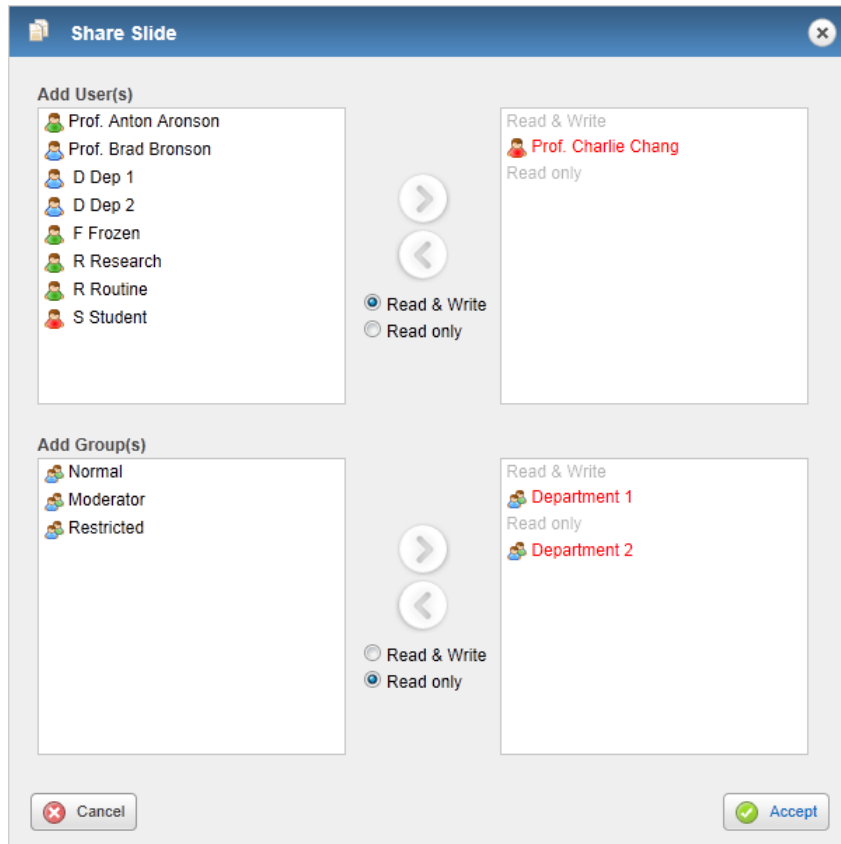 Share Slide
Add User(s)
Prof. Anton Aronson
Prof. Brad Bronson
D Dep 1
D Dep 2
F Frozen
R Research
R Routine
S Student
Read & Write
Read only
Read & Write
Prof. Charlie Chang
Read only
Add Group(s)
Normal
Moderator
Restricted
Read & Write
Read only
Read & Write
Department 1
Read only
Department 2
Cancel
Accept